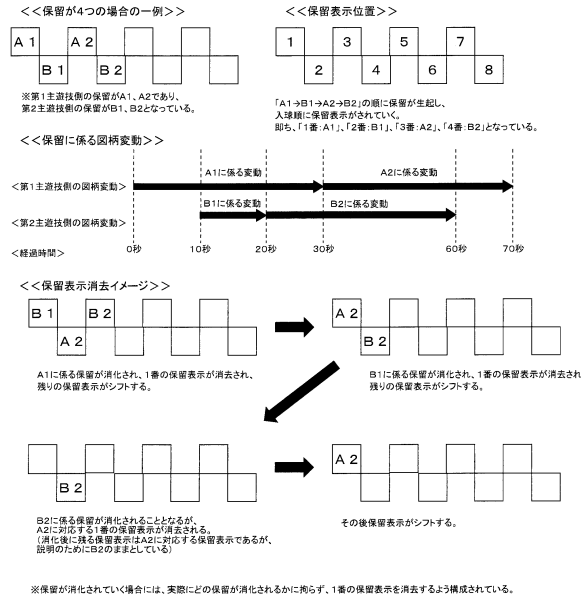 <<保留が4つの場合の一例>>
<<保留表示位置>>
A1 A2
B1 B2
1 3 5 7
2 4 6 8
※第1主遊技側の保留がA1、A2であり、
第2主遊技側の保留がB1、B2となっている。
「A1→B1→A2→B2」の順に保留が生起し、
入球順に保留表示がされていく。
即ち、「1番:A1」、「2番:B1」、「3番:A2」、「4番:B2」となっている。
<<保留に係る図柄変動>>
A1に係る変動 A2に係る変動
<第1主遊技側の図柄変動>
B1に係る変動 B2に係る変動
<第2主遊技側の図柄変動>
<経過時間> 0秒 10秒 20秒 30秒 60秒 70秒
<<保留表示消去イメージ>>
B1 B2
A2
A2
B2
A1に係る保留が消化され、1番の保留表示が消去され、
残りの保留表示がシフトする。
B1に係る保留が消化され、1番の保留表示が消去され
残りの保留表示がシフトする。
B2
A2
B2に係る保留が消化されることとなるが、
A2に対応する1番の保留表示が消去される。
(消化後に残る保留表示はA2に対応する保留表示であるが、
説明のためにB2のままとしている)
その後保留表示がシフトする。
※保留が消化されていく場合には、実際にどの保留が消化されるかに拘らず、1番の保留表示を消去するよう構成されている。